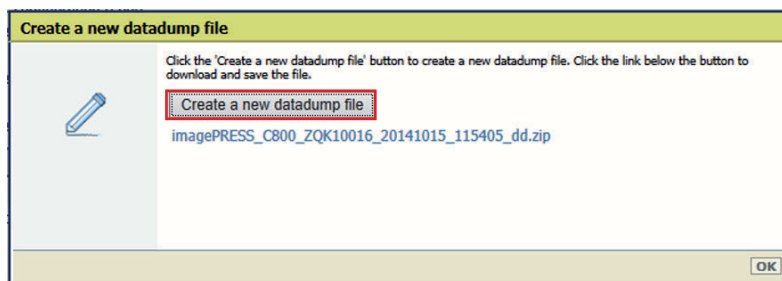 Create a new datadump file
Click the 'Create a new datadump file' button to create a new datadump file. Click the link below the button to
download and save the file.
Create a new datadump file
imagePRESS_C800_ZQK10016_20141015_115405_dd.zip
OK